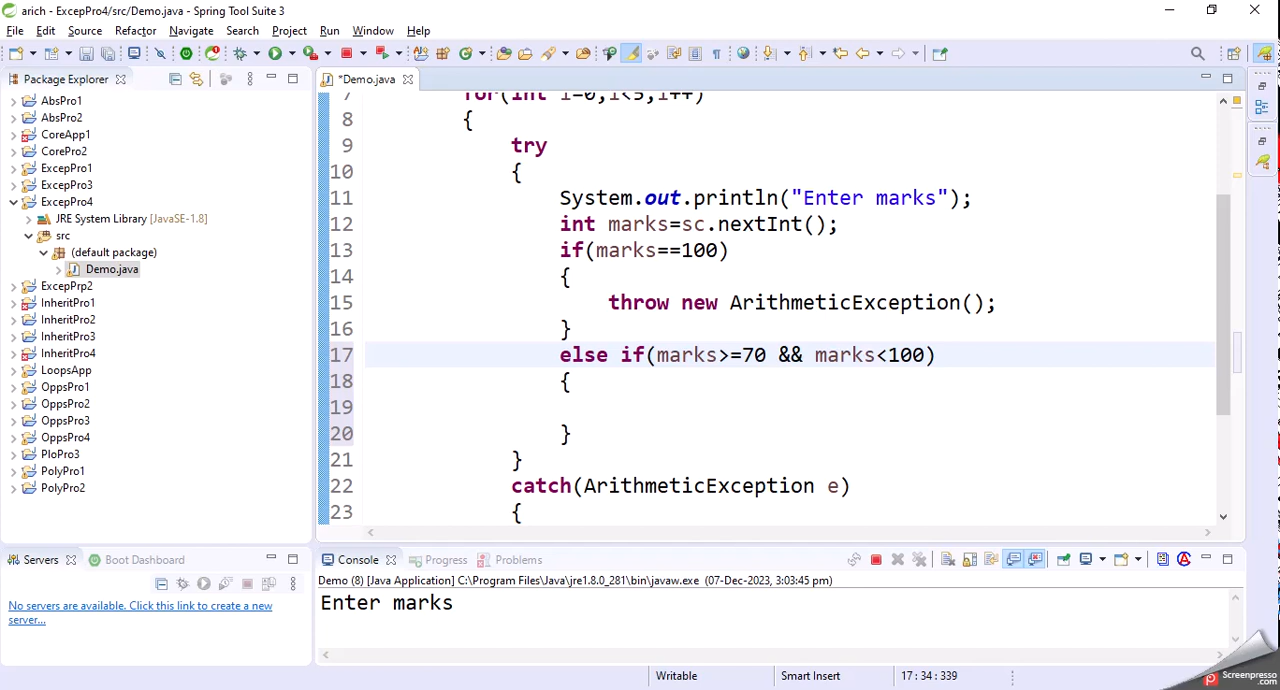 arich - ExcepPro4/src/Demo.java - Spring Tool Suite 3
File Edit Source Refactor Navigate Search Project Run Window Help
Package Explorer
*Demo.java
AbsPro1
AbsPro2
CoreApp1
CorePro2
ExcepPro1
ExcepPro3
ExcepPro4
JRE System Library [JavaSE-1.8]
src
(default package)
Demo.java
ExcepPrp2
InheritPro1
InheritPro2
InheritPro3
InheritPro4
LoopsApp
OppsPro1
OppsPro2
OppsPro3
OppsPro4
PloPro3
PolyPro1
PolyPro2
7 for(int i=0;i<5;i++)
8 {
9 try
10 {
11 System.out.println("Enter marks");
12 int marks=sc.nextInt();
13 if(marks==100)
14 {
15 throw new ArithmeticException();
16 }
17 else if(marks>=70 && marks<100)
18 {
19
20 }
21 }
22 catch(ArithmeticException e)
23 {
Servers Boot Dashboard
No servers are available. Click this link to create a new
server...
Console Progress Problems
Demo (8) [Java Application] C:\Program Files\Java\jre1.8.0_281\bin\javaw.exe (07-Dec-2023, 3:03:45 pm)
Enter marks
Writable Smart Insert 17 : 34 : 339
Screenpresso
.com